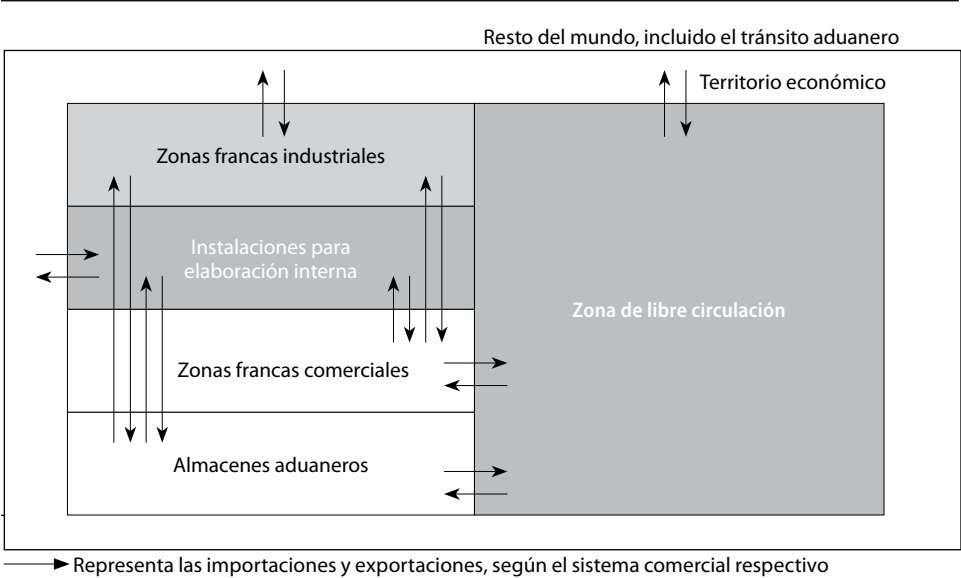 Resto del mundo, incluido el tránsito aduanero
Territorio económico
Zonas francas industriales
Instalaciones para
elaboración interna
Zona de libre circulación
Zonas francas comerciales
Almacenes aduaneros
Representa las importaciones y exportaciones, según el sistema comercial respectivo